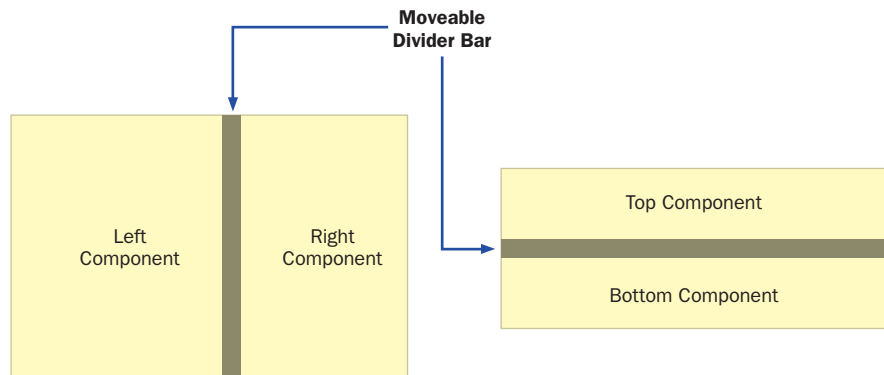 Moveable
Divider Bar
Left
Component
Right
Component
Top Component
Bottom Component